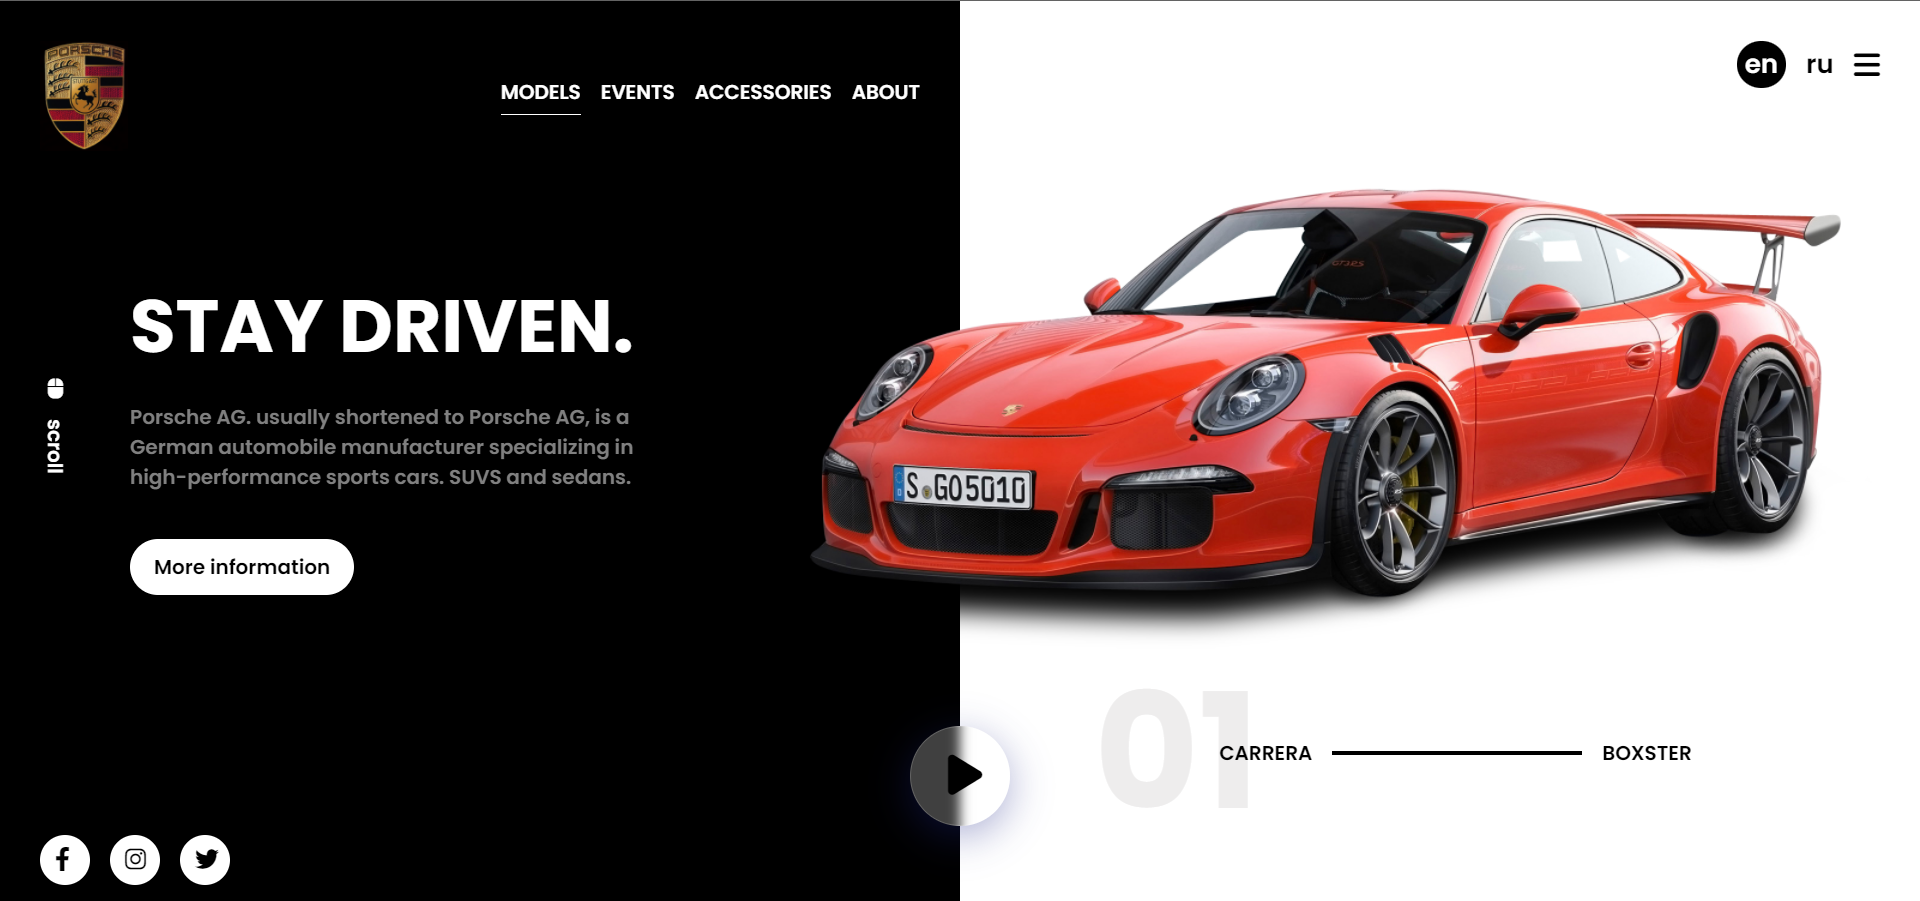 PORSCHE
MODELS EVENTS ACCESSORIES ABOUT
en ru
STAY DRIVEN.
scroll
Porsche AG. usually shortened to Porsche AG, is a
German automobile manufacturer specializing in
high-performance sports cars. SUVS and sedans.
More information
GT3RS
S GO5010
01
CARRERA
BOXSTER